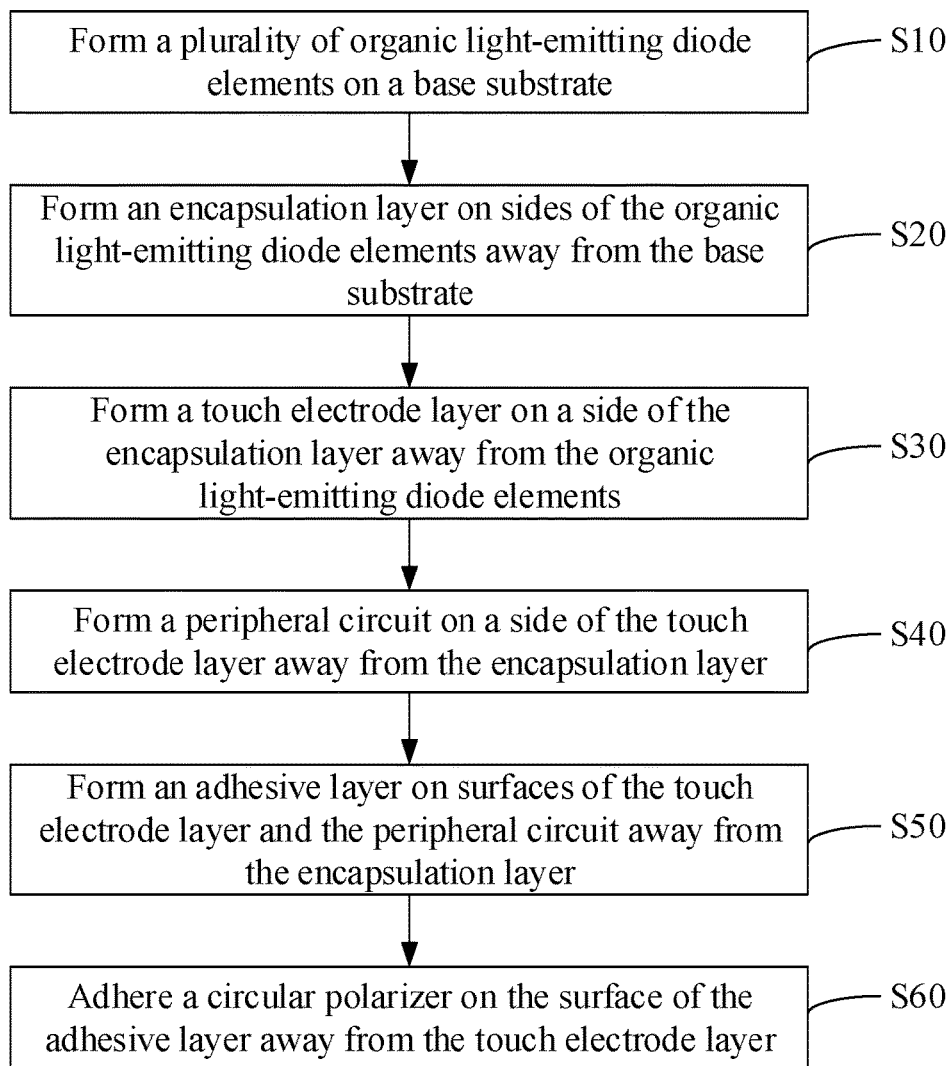 Form a plurality of organic light-emitting diode
elements on a base substrate
S10
Form an encapsulation layer on sides of the organic
light-emitting diode elements away from the base
substrate
S20
Form a touch electrode layer on a side of the
encapsulation layer away from the organic
light-emitting diode elements
S30
Form a peripheral circuit on a side of the touch
electrode layer away from the encapsulation layer
S40
Form an adhesive layer on surfaces of the touch
electrode layer and the peripheral circuit away from
the encapsulation layer
S50
Adhere a circular polarizer on the surface of the
adhesive layer away from the touch electrode layer
S60